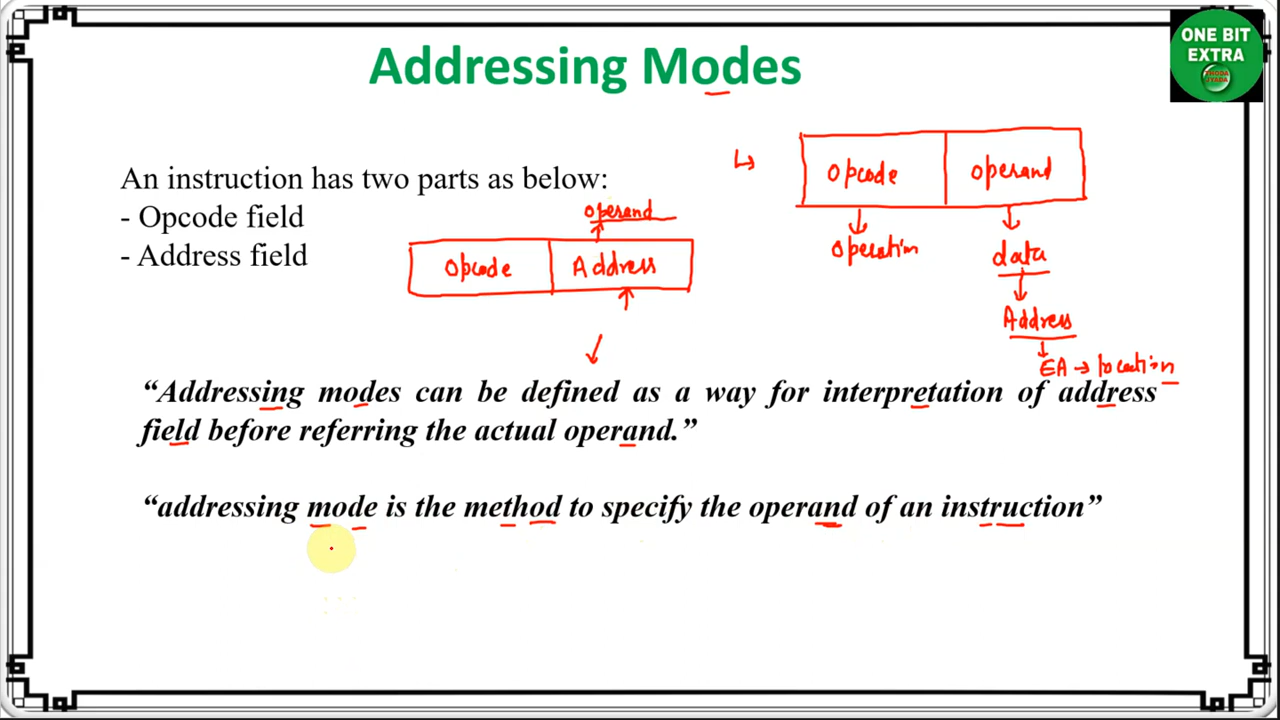 Addressing Modes
ONE BIT
EXTRA
THODA
JYADA
An instruction has two parts as below:
- Opcode field
- Address field
operand
Opcode Address
Opcode operand
operation
data
Address
EA → location
“Addressing modes can be defined as a way for interpretation of address
field before referring the actual operand.”
“addressing mode is the method to specify the operand of an instruction”